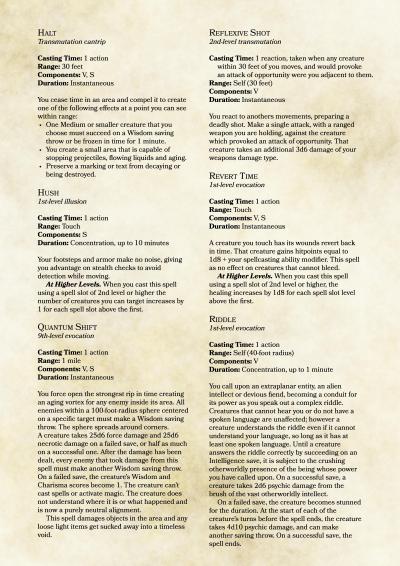 HALT
Transmutation cantrip
Casting Time: 1 action
Range: 30 feet
Components: V, S
Duration: Instantaneous
You cease time in an area and compel it to create
one of the following effects at a point you can see
within range:
• One Medium or smaller creature that you
choose must succeed on a Wisdom saving
throw or be frozen in time for 1 minute.
• You create a small area that is capable of
stopping projectiles, flowing liquids and aging.
• Preserve a marking or text from decaying or
being destroyed.
HUSH
1st-level illusion
Casting Time: 1 action
Range: Touch
Components: S
Duration: Concentration, up to 10 minutes
Your footsteps and armor make no noise, giving
you advantage on stealth checks to avoid
detection while moving.
At Higher Levels. When you cast this spell
using a spell slot of 2nd level or higher the
number of creatures you can target increases by
1 for each spell slot above the first.
QUANTUM SHIFT
9th-level evocation
Casting Time: 1 action
Range: 1 mile
Components: V, S
Duration: Instantaneous
You force open the strongest rip in time creating
an aging vortex for any enemy inside its area. All
enemies within a 100-foot-radius sphere centered
on a specific target must make a Wisdom saving
throw. The sphere spreads around corners.
A creature takes 25d6 force damage and 25d6
necrotic damage on a failed save, or half as much
on a successful one. After the damage has been
dealt, every enemy that took damage from this
spell must make another Wisdom saving throw.
On a failed save, the creature's Wisdom and
Charisma scores become 1. The creature can't
cast spells or activate magic. The creature does
not understand where it is or what happened and
is now a purely neutral alignment.
This spell damages objects in the area and any
loose light items get sucked away into a timeless
void.
REFLEXIVE SHOT
2nd-level transmutation
Casting Time: 1 reaction, taken when any creature
within 30 feet of you moves, and would provoke
an attack of opportunity were you adjacent to them.
Range: Self (30 feet)
Components: V
Duration: Instantaneous
You react to anothers movements, preparing a
deadly shot. Make a single attack, with a ranged
weapon you are holding, against the creature
which provoked an attack of opportunity. That
creature takes an additional 3d6 damage of your
weapons damage type.
REVERT TIME
1st-level evocation
Casting Time: 1 action
Range: Touch
Components: V, S
Duration: Instantaneous
A creature you touch has its wounds revert back
in time. That creature gains hitpoints equal to
1d8 + your spellcasting ability modifier. This spell
as no effect on creatures that cannot bleed.
At Higher Levels. When you cast this spell
using a spell slot of 2nd level or higher, the
healing increases by 1d8 for each spell slot level
above the first.
RIDDLE
1st-level evocation
Casting Time: 1 action
Range: Self (40-foot radius)
Components: V
Duration: Concentration, up to 1 minute
You call upon an extraplanar entity, an alien
intellect or devious fiend, becoming a conduit for
its power as you speak out a complex riddle.
Creatures that cannot hear you or do not have a
spoken language are unaffected; however a
creature understands the riddle even if it cannot
understand your language, so long as it has at
least one spoken language. Until a creature
answers the riddle correctly by succeeding on an
Intelligence save, it is subject to the crushing
otherworldly presence of the being whose power
you have called upon. On a successful save, a
creature takes 2d6 psychic damage from the
brush of the vast otherworldly intellect.
On a failed save, the creature becomes stunned
for the duration. At the start of each of the
creature's turns before the spell ends, the creature
takes 4d10 psychic damage, and can make
another saving throw. On a successful save, the
spell ends.